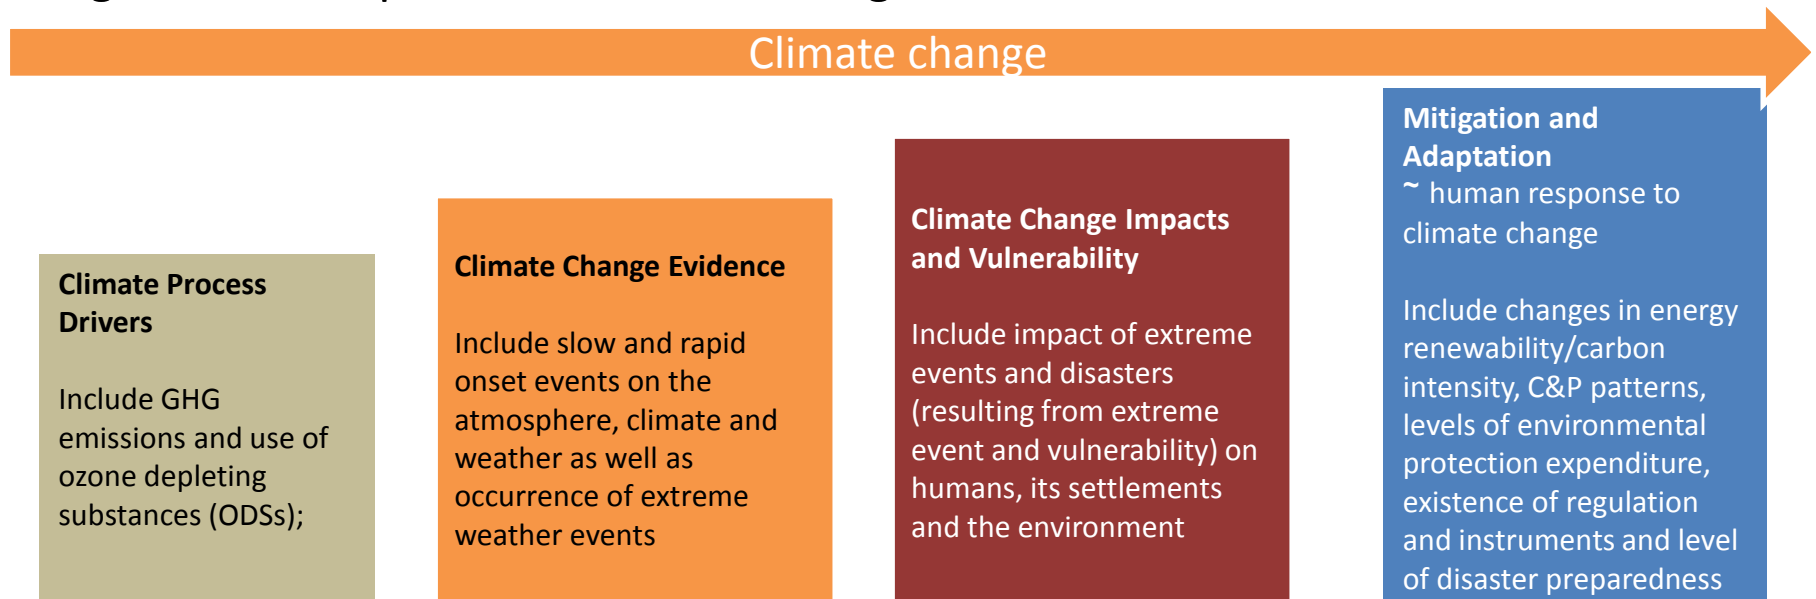 Climate change
Climate Process
Drivers
Include GHG
emissions and use of
ozone depleting
substances (ODSs);
Climate Change Evidence
Include slow and rapid
onset events on the
atmosphere, climate and
weather as well as
occurrence of extreme
weather events
Climate Change Impacts
and Vulnerability
Include impact of extreme
events and disasters
(resulting from extreme
event and vulnerability) on
humans, its settlements
and the environment
Mitigation and
Adaptation
~ human response to
climate change
Include changes in energy
renewability/carbon
intensity, C&P patterns,
levels of environmental
protection expenditure,
existence of regulation
and instruments and level
of disaster preparedness